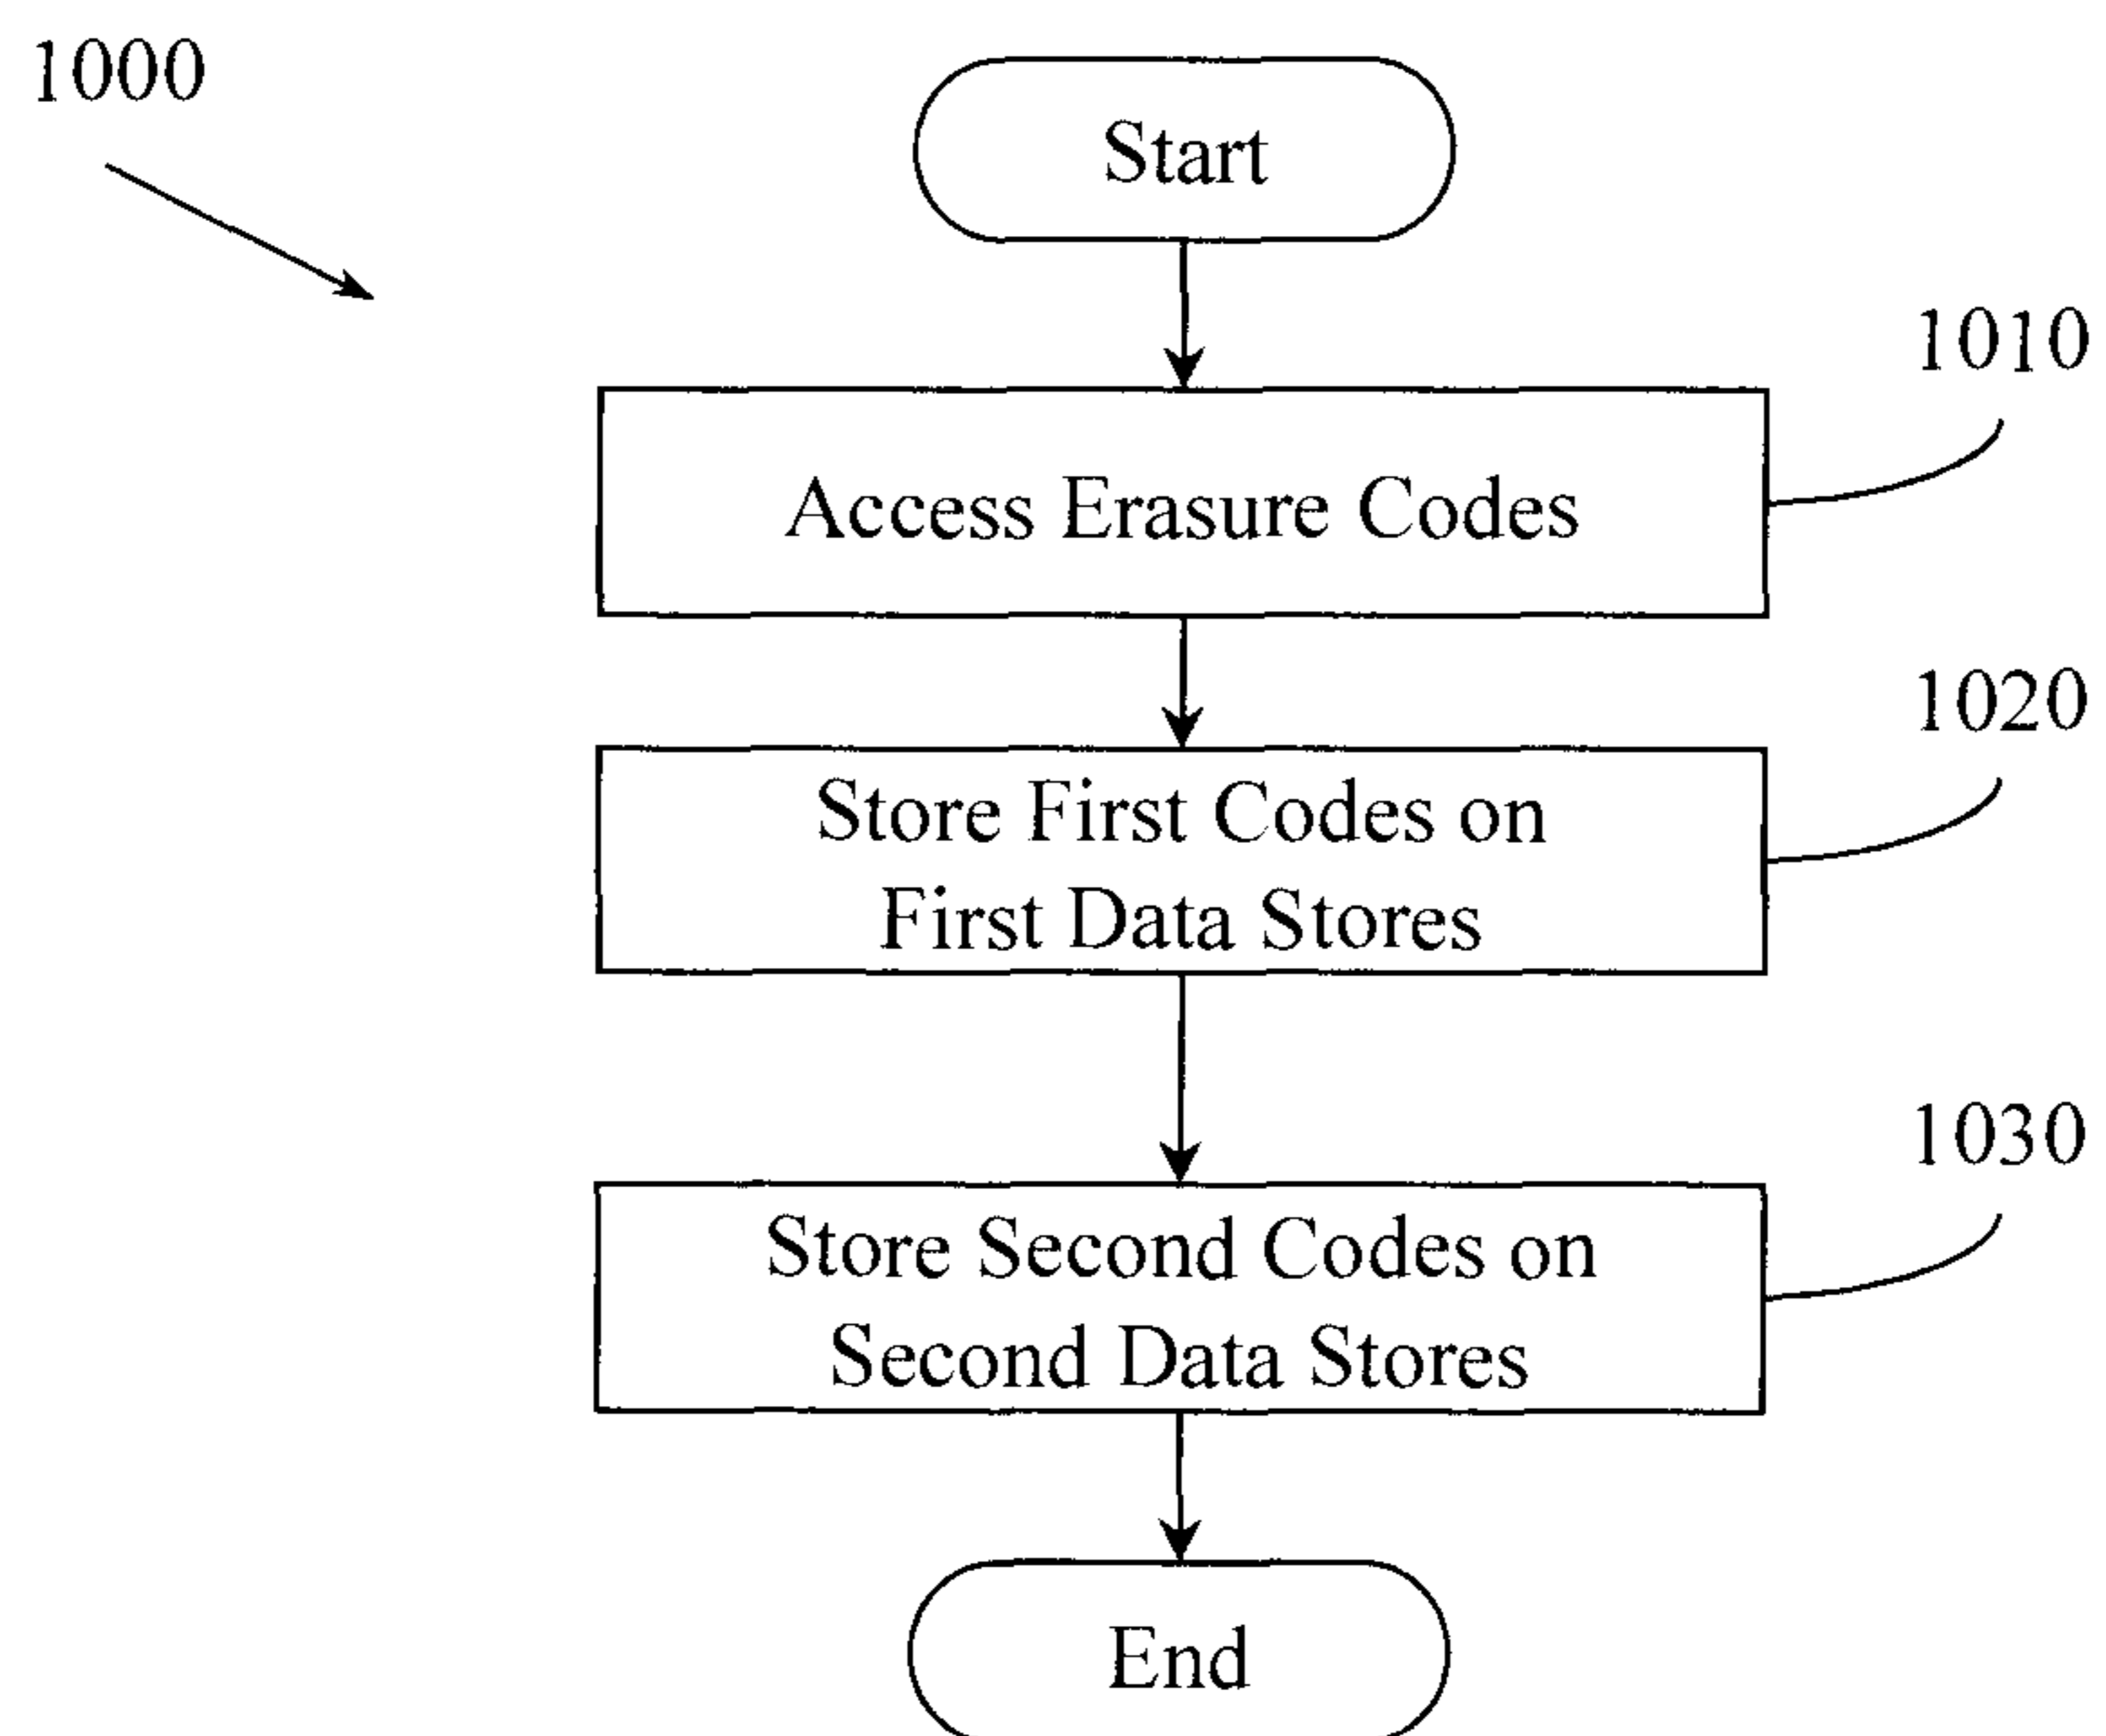 1000
Start
1010
Access Erasure Codes
1020
Store First Codes on
First Data Stores
1030
Store Second Codes on
Second Data Stores
End